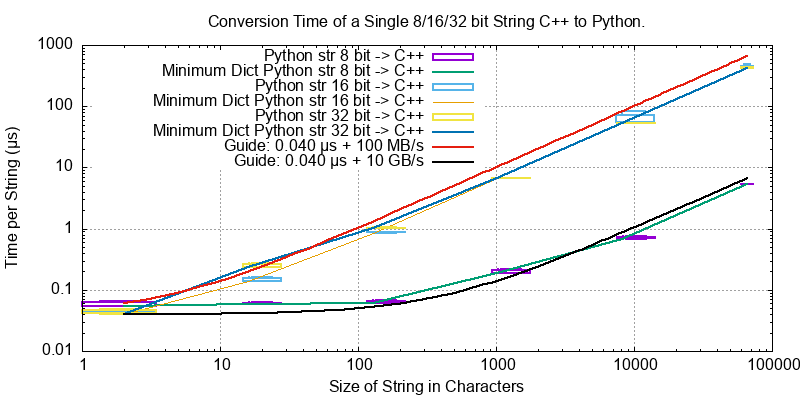 Conversion Time of a Single 8/16/32 bit String C++ to Python.
Python str 8 bit -> C++
Minimum Dict Python str 8 bit -> C++
Python str 16 bit -> C++
Minimum Dict Python str 16 bit -> C++
Python str 32 bit -> C++
Minimum Dict Python str 32 bit -> C++
Guide: 0.040 µs + 100 MB/s
Guide: 0.040 µs + 10 GB/s
Time per String (µs)
1000
100
10
1
0.1
0.01
1 10 100 1000 10000 100000
Size of String in Characters